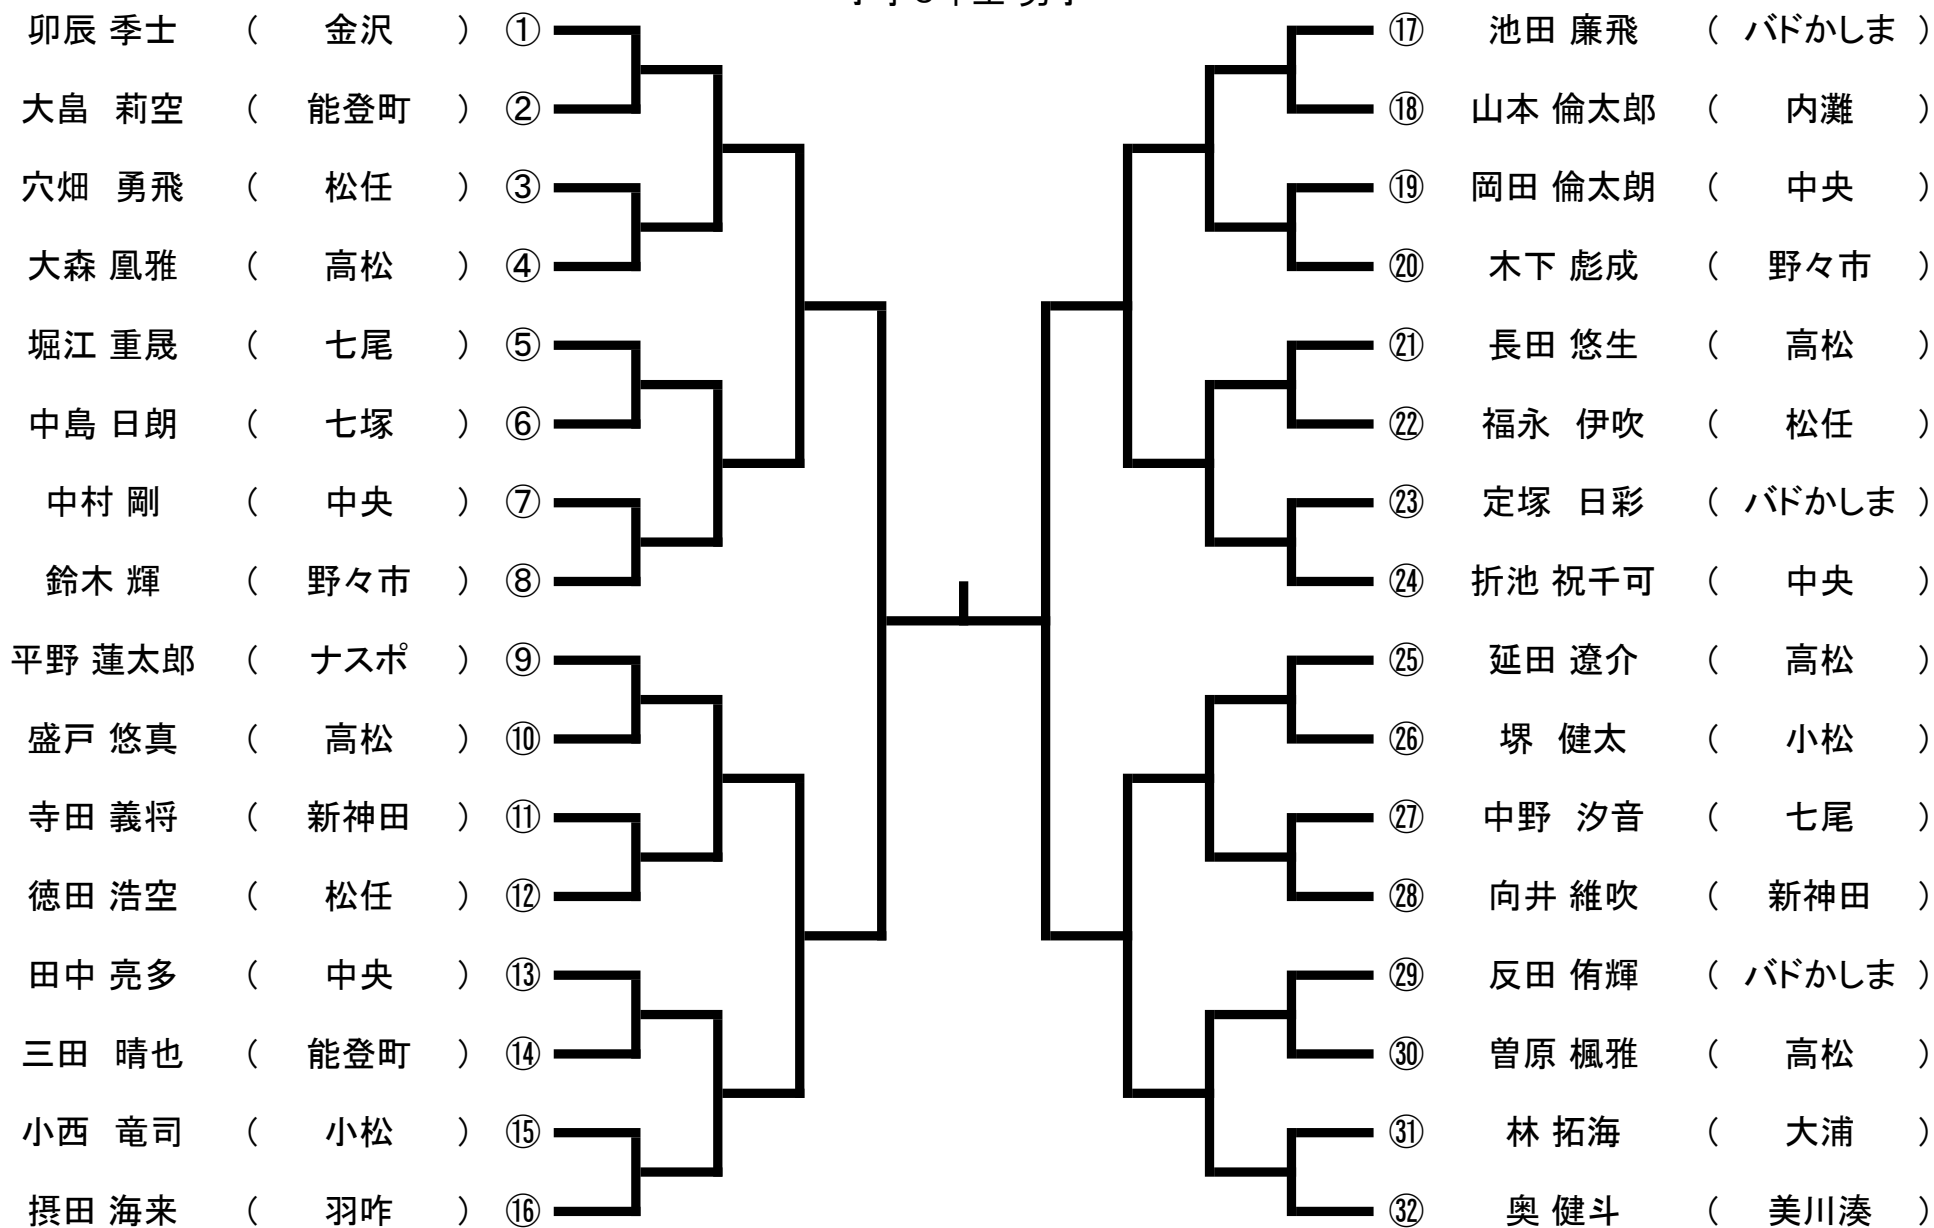 卯辰 季士 ( 金沢 ) ①
大畠 莉空 ( 能登町 ) ②
穴畑 勇飛 ( 松任 ) ③
大森 凰雅 ( 高松 ) ④
堀江 重晟 ( 七尾 ) ⑤
中島 日朗 ( 七塚 ) ⑥
中村 剛 ( 中央 ) ⑦
鈴木 輝 ( 野々市 ) ⑧
平野 蓮太郎 ( ナスポ ) ⑨
盛戸 悠真 ( 高松 ) ⑩
寺田 義将 ( 新神田 ) ⑪
徳田 浩空 ( 松任 ) ⑫
田中 亮多 ( 中央 ) ⑬
三田 晴也 ( 能登町 ) ⑭
小西 竜司 ( 小松 ) ⑮
摂田 海来 ( 羽咋 ) ⑯
⑰ 池田 廉飛 ( バドかしま )
⑱ 山本 倫太郎 ( 内灘 )
⑲ 岡田 倫太朗 ( 中央 )
⑳ 木下 彪成 ( 野々市 )
㉑ 長田 悠生 ( 高松 )
㉒ 福永 伊吹 ( 松任 )
㉓ 定塚 日彩 ( バドかしま )
㉔ 折池 祝千可 ( 中央 )
㉕ 延田 遼介 ( 高松 )
㉖ 堺 健太 ( 小松 )
㉗ 中野 汐音 ( 七尾 )
㉘ 向井 維吹 ( 新神田 )
㉙ 反田 侑輝 ( バドかしま )
㉚ 曽原 楓雅 ( 高松 )
㉛ 林 拓海 ( 大浦 )
㉜ 奥 健斗 ( 美川湊 )